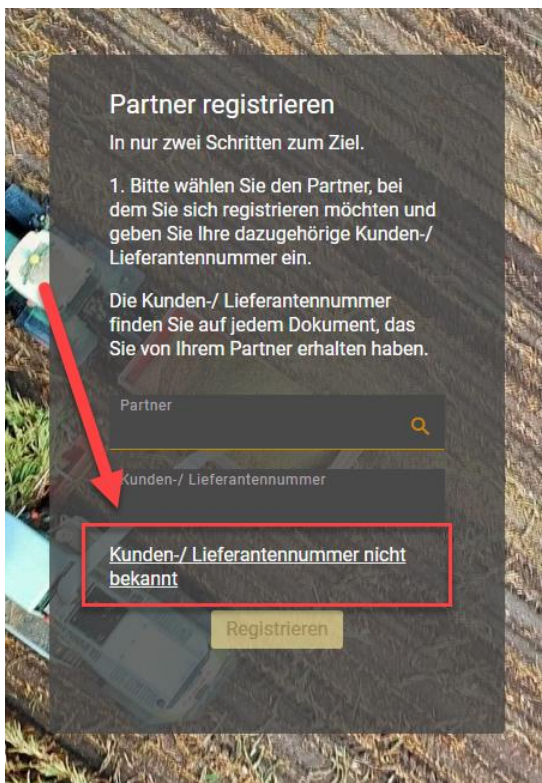 Partner registrieren
In nur zwei Schritten zum Ziel.
1. Bitte wählen Sie den Partner, bei
dem Sie sich registrieren möchten und
geben Sie Ihre dazugehörige Kunden-/
Lieferantennummer ein.
Die Kunden-/ Lieferantennummer
finden Sie auf jedem Dokument, das
Sie von Ihrem Partner erhalten haben.
Partner
Kunden-/ Lieferantennummer
Kunden-/ Lieferantennummer nicht
bekannt
Registrieren